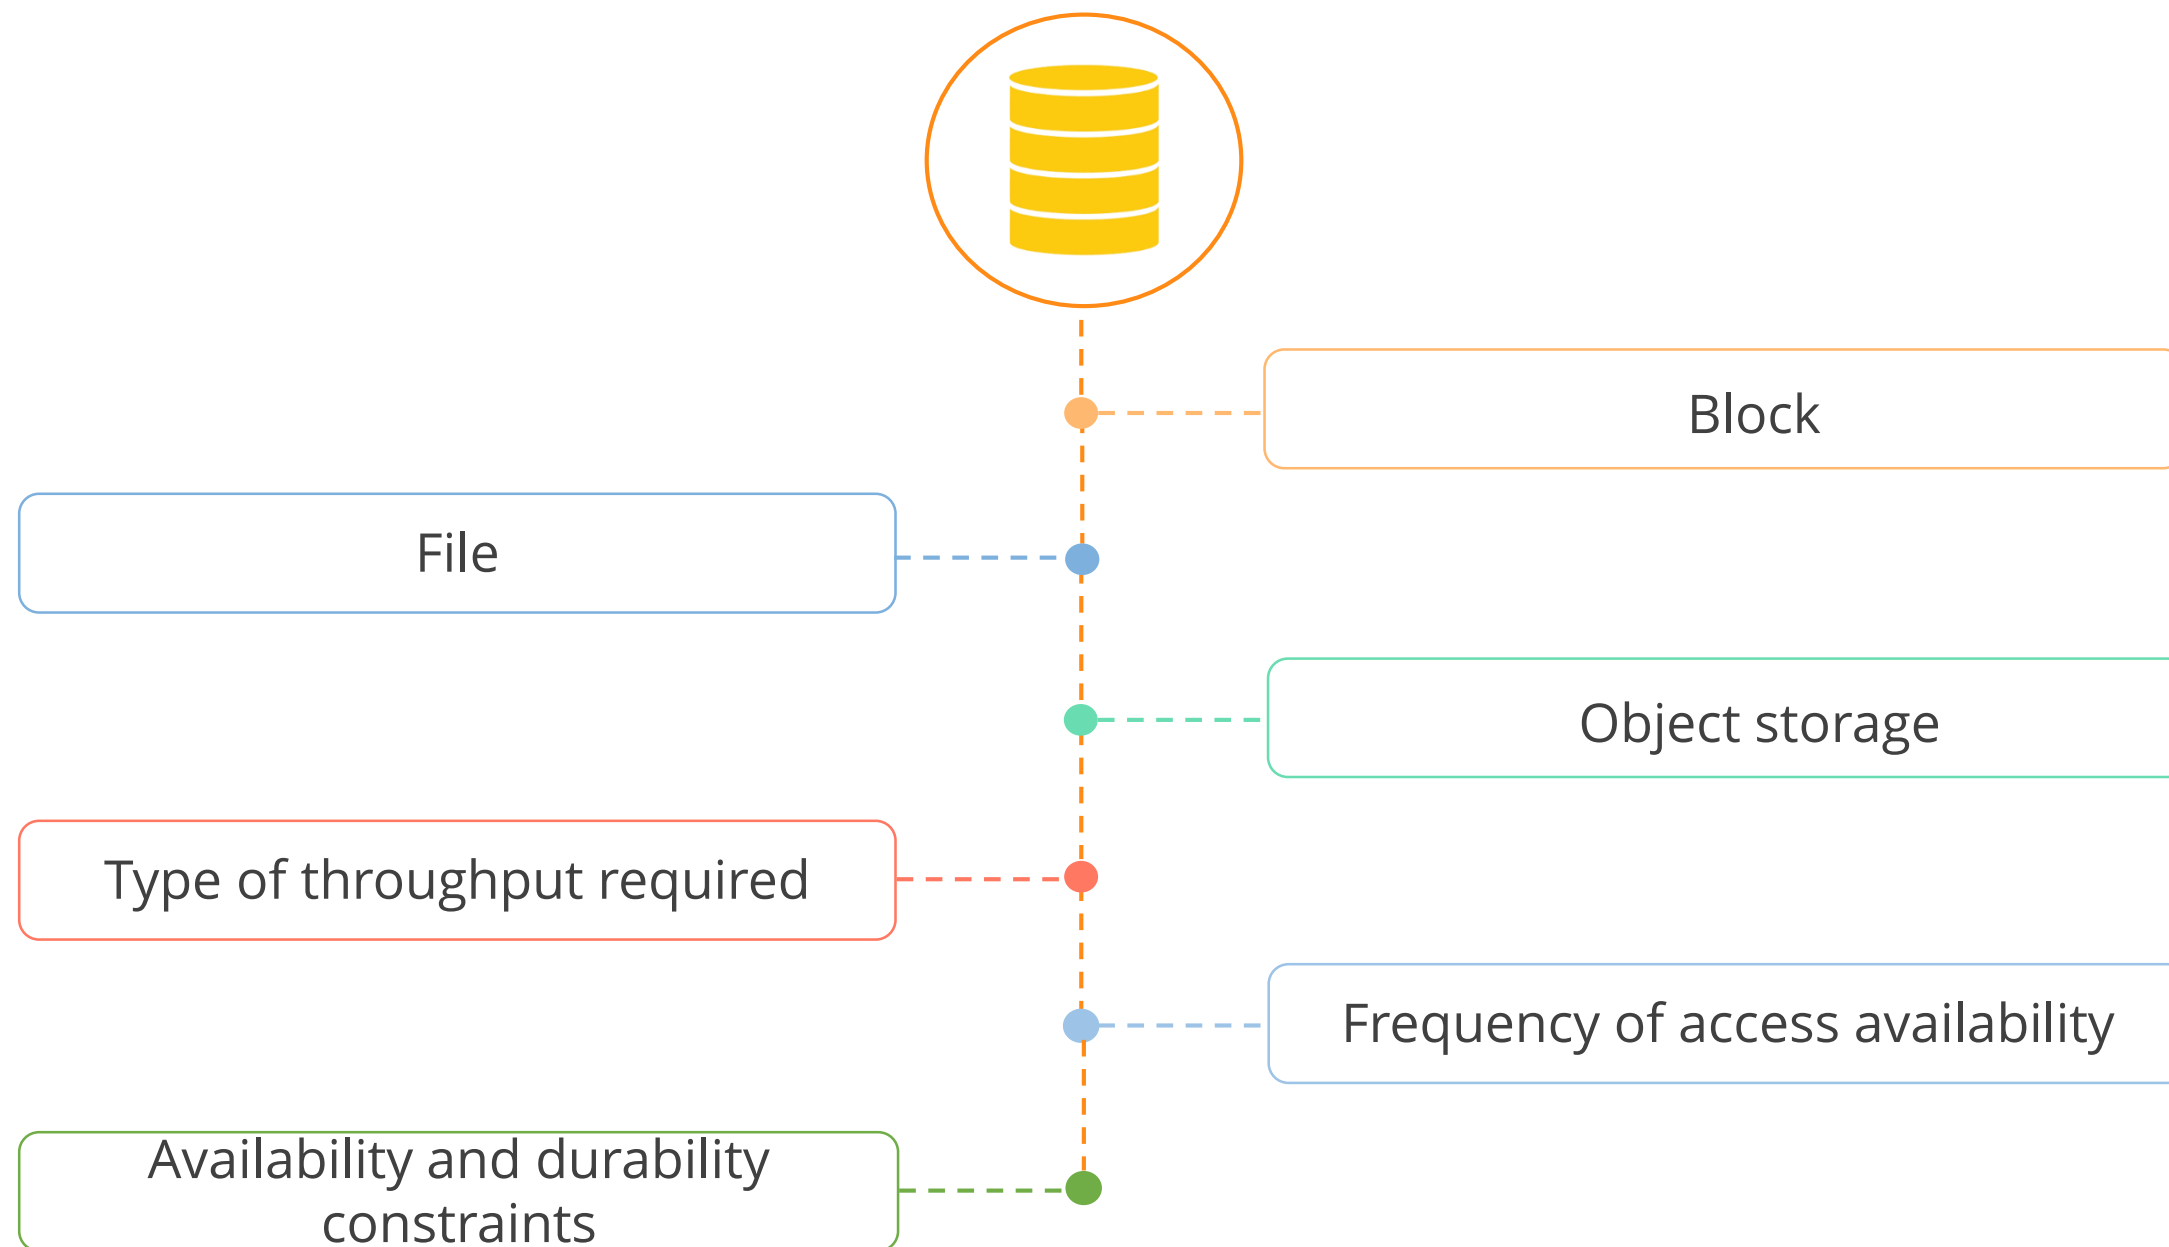 Block
File
Object storage
Type of throughput required
Frequency of access availability
Availability and durability
constraints